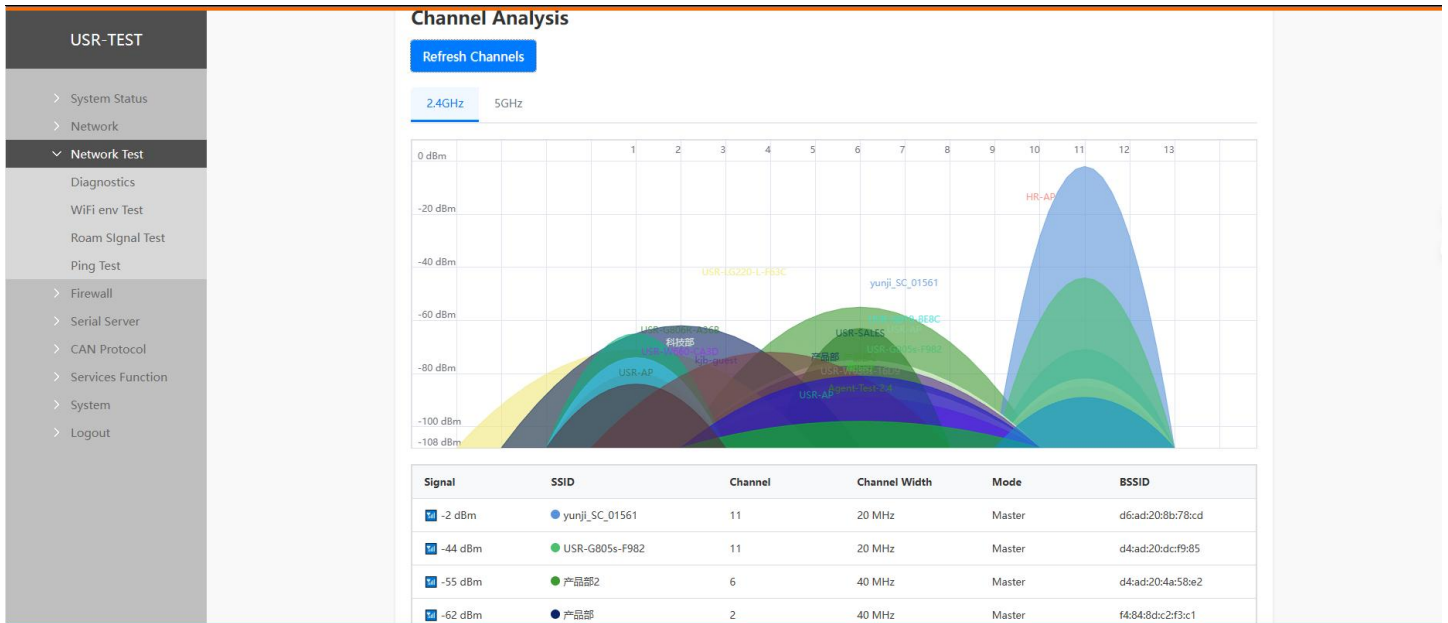 USR-TEST
System Status
Network
Network Test
Diagnostics
WiFi env Test
Roam SIgnal Test
Ping Test
Firewall
Serial Server
CAN Protocol
Services Function
System
Logout
Channel Analysis
Refresh Channels
2.4GHz 5GHz
1 2 3 4 5 6 7 8 9 10 11 12 13
0 dBm
-20 dBm
-40 dBm
-60 dBm
-80 dBm
-100 dBm
-108 dBm
HR-AP
yunji_SC_01561
USR-SALES
科技部
产品部
USR-AP
USR-AP
Agent-Test-2.4
Signal SSID Channel Channel Width Mode BSSID
-2 dBm yunji_SC_01561 11 20 MHz Master d6:ad:20:8b:78:cd
-44 dBm USR-G805s-F982 11 20 MHz Master d4:ad:20:dc:f9:85
-55 dBm 产品部2 6 40 MHz Master d4:ad:20:4a:58:e2
-62 dBm 产品部 2 40 MHz Master f4:84:8d:c2:f3:c1